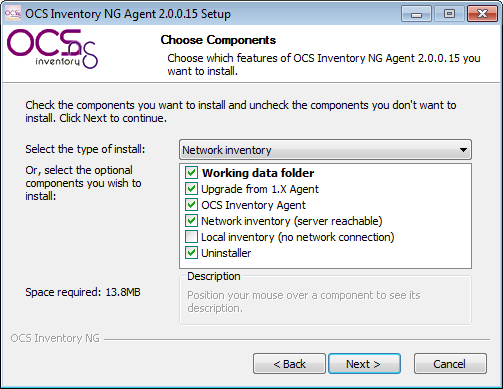 OCS Inventory NG Agent 2.0.0.15 Setup
OCSng
inventory
Choose Components
Choose which features of OCS Inventory NG Agent 2.0.0.15 you
want to install.
Check the components you want to install and uncheck the components you don't want to
install. Click Next to continue.
Select the type of install:
Network inventory
Or, select the optional
components you wish to
install:
Working data folder
Upgrade from 1.X Agent
OCS Inventory Agent
Network inventory (server reachable)
Local inventory (no network connection)
Uninstaller
Space required: 13.8MB
Description
Position your mouse over a component to see its
description.
OCS Inventory NG
< Back
Next >
Cancel